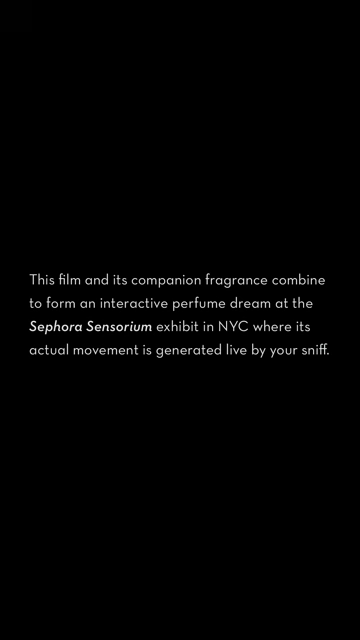 This film and its companion fragrance combine
to form an interactive perfume dream at the
Sephora Sensorium exhibit in NYC where its
actual movement is generated live by your sniff.